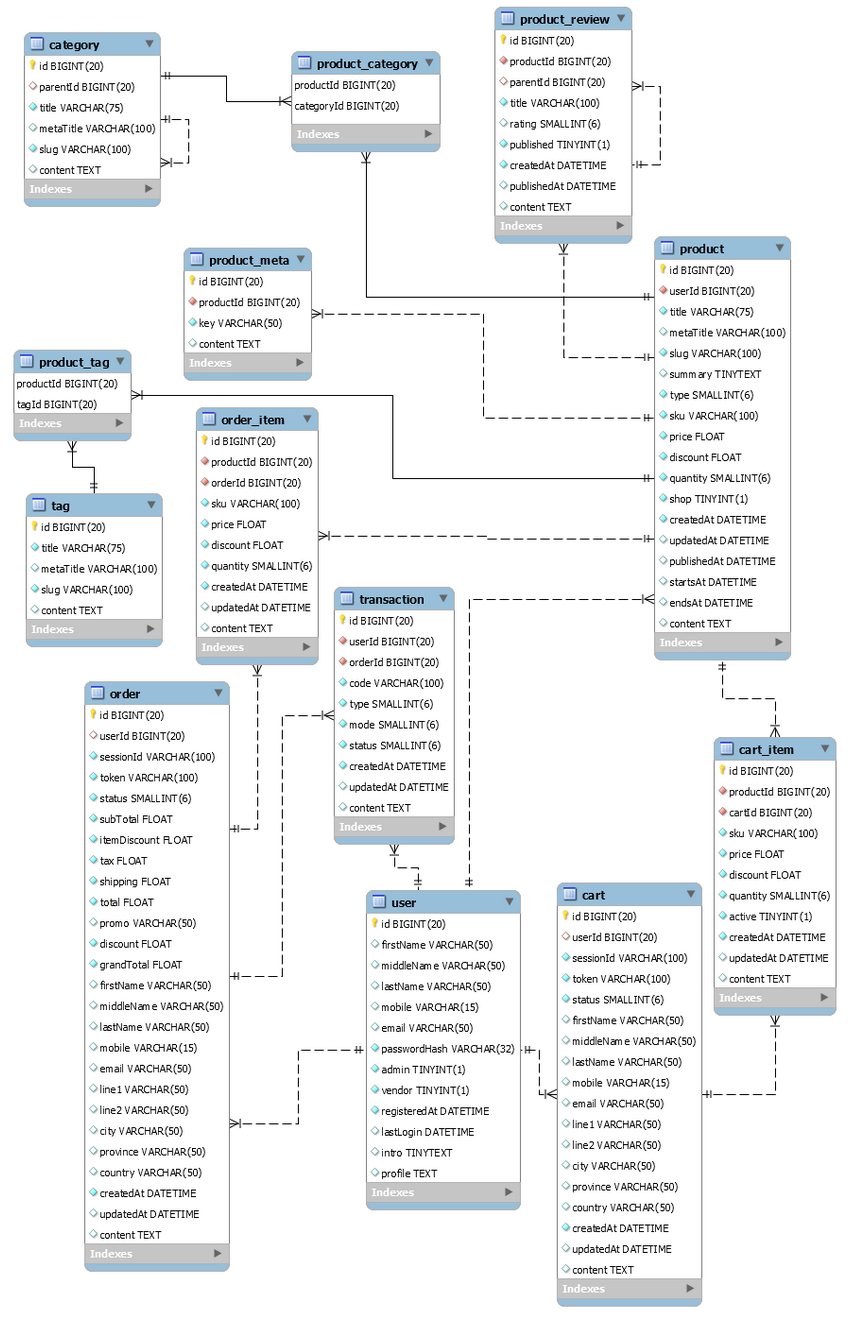 category
id BIGINT(20)
parentId BIGINT(20)
title VARCHAR(75)
metaTitle VARCHAR(100)
slug VARCHAR(100)
content TEXT
Indexes
product_category
productId BIGINT(20)
categoryId BIGINT(20)
Indexes
product_review
id BIGINT(20)
productId BIGINT(20)
parentId BIGINT(20)
title VARCHAR(100)
rating SMALLINT(6)
published TINYINT(1)
createdAt DATETIME
publishedAt DATETIME
content TEXT
Indexes
product_meta
id BIGINT(20)
productId BIGINT(20)
key VARCHAR(50)
content TEXT
Indexes
product
id BIGINT(20)
userId BIGINT(20)
title VARCHAR(75)
metaTitle VARCHAR(100)
slug VARCHAR(100)
summary TINYTEXT
type SMALLINT(6)
sku VARCHAR(100)
price FLOAT
discount FLOAT
quantity SMALLINT(6)
shop TINYINT(1)
createdAt DATETIME
updatedAt DATETIME
publishedAt DATETIME
startsAt DATETIME
endsAt DATETIME
content TEXT
Indexes
product_tag
productId BIGINT(20)
tagId BIGINT(20)
Indexes
order_item
id BIGINT(20)
productId BIGINT(20)
orderId BIGINT(20)
sku VARCHAR(100)
price FLOAT
discount FLOAT
quantity SMALLINT(6)
createdAt DATETIME
updatedAt DATETIME
content TEXT
Indexes
tag
id BIGINT(20)
title VARCHAR(75)
metaTitle VARCHAR(100)
slug VARCHAR(100)
content TEXT
Indexes
transaction
id BIGINT(20)
userId BIGINT(20)
orderId BIGINT(20)
code VARCHAR(100)
type SMALLINT(6)
mode SMALLINT(6)
status SMALLINT(6)
createdAt DATETIME
updatedAt DATETIME
content TEXT
Indexes
order
id BIGINT(20)
userId BIGINT(20)
sessionId VARCHAR(100)
token VARCHAR(100)
status SMALLINT(6)
subTotal FLOAT
itemDiscount FLOAT
tax FLOAT
shipping FLOAT
total FLOAT
promo VARCHAR(50)
discount FLOAT
grandTotal FLOAT
firstName VARCHAR(50)
middleName VARCHAR(50)
lastName VARCHAR(50)
mobile VARCHAR(15)
email VARCHAR(50)
line1 VARCHAR(50)
line2 VARCHAR(50)
city VARCHAR(50)
province VARCHAR(50)
country VARCHAR(50)
createdAt DATETIME
updatedAt DATETIME
content TEXT
Indexes
cart_item
id BIGINT(20)
productId BIGINT(20)
cartId BIGINT(20)
sku VARCHAR(100)
price FLOAT
discount FLOAT
quantity SMALLINT(6)
active TINYINT(1)
createdAt DATETIME
updatedAt DATETIME
content TEXT
Indexes
user
id BIGINT(20)
firstName VARCHAR(50)
middleName VARCHAR(50)
lastName VARCHAR(50)
mobile VARCHAR(15)
email VARCHAR(50)
passwordHash VARCHAR(32)
admin TINYINT(1)
vendor TINYINT(1)
registeredAt DATETIME
lastLogin DATETIME
intro TINYTEXT
profile TEXT
Indexes
cart
id BIGINT(20)
userId BIGINT(20)
sessionId VARCHAR(100)
token VARCHAR(100)
status SMALLINT(6)
firstName VARCHAR(50)
middleName VARCHAR(50)
lastName VARCHAR(50)
mobile VARCHAR(15)
email VARCHAR(50)
line1 VARCHAR(50)
line2 VARCHAR(50)
city VARCHAR(50)
province VARCHAR(50)
country VARCHAR(50)
createdAt DATETIME
updatedAt DATETIME
content TEXT
Indexes